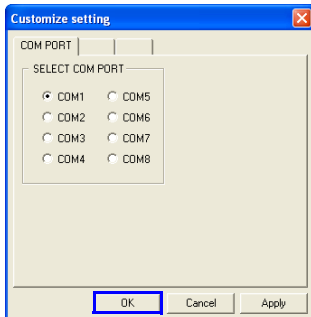 Customize setting
COM PORT
SELECT COM PORT
COM1 COM5
COM2 COM6
COM3 COM7
COM4 COM8
OK Cancel Apply